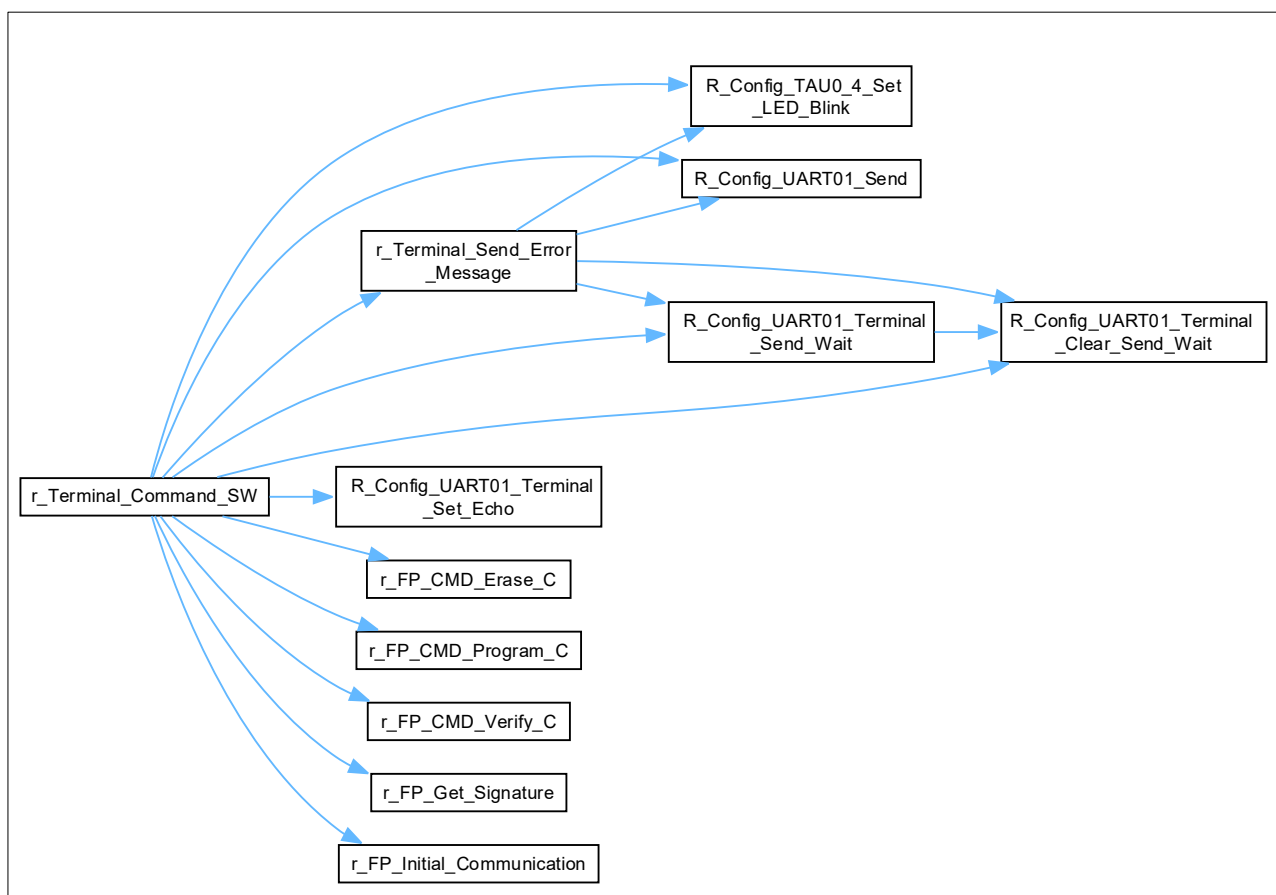 R_Config_TAU0_4_Set
_LED_Blink
R_Config_UART01_Send
r_Terminal_Send_Error
_Message
R_Config_UART01_Terminal
_Send_Wait
R_Config_UART01_Terminal
_Clear_Send_Wait
r_Terminal_Command_SW
R_Config_UART01_Terminal
_Set_Echo
r_FP_CMD_Erase_C
r_FP_CMD_Program_C
r_FP_CMD_Verify_C
r_FP_Get_Signature
r_FP_Initial_Communication